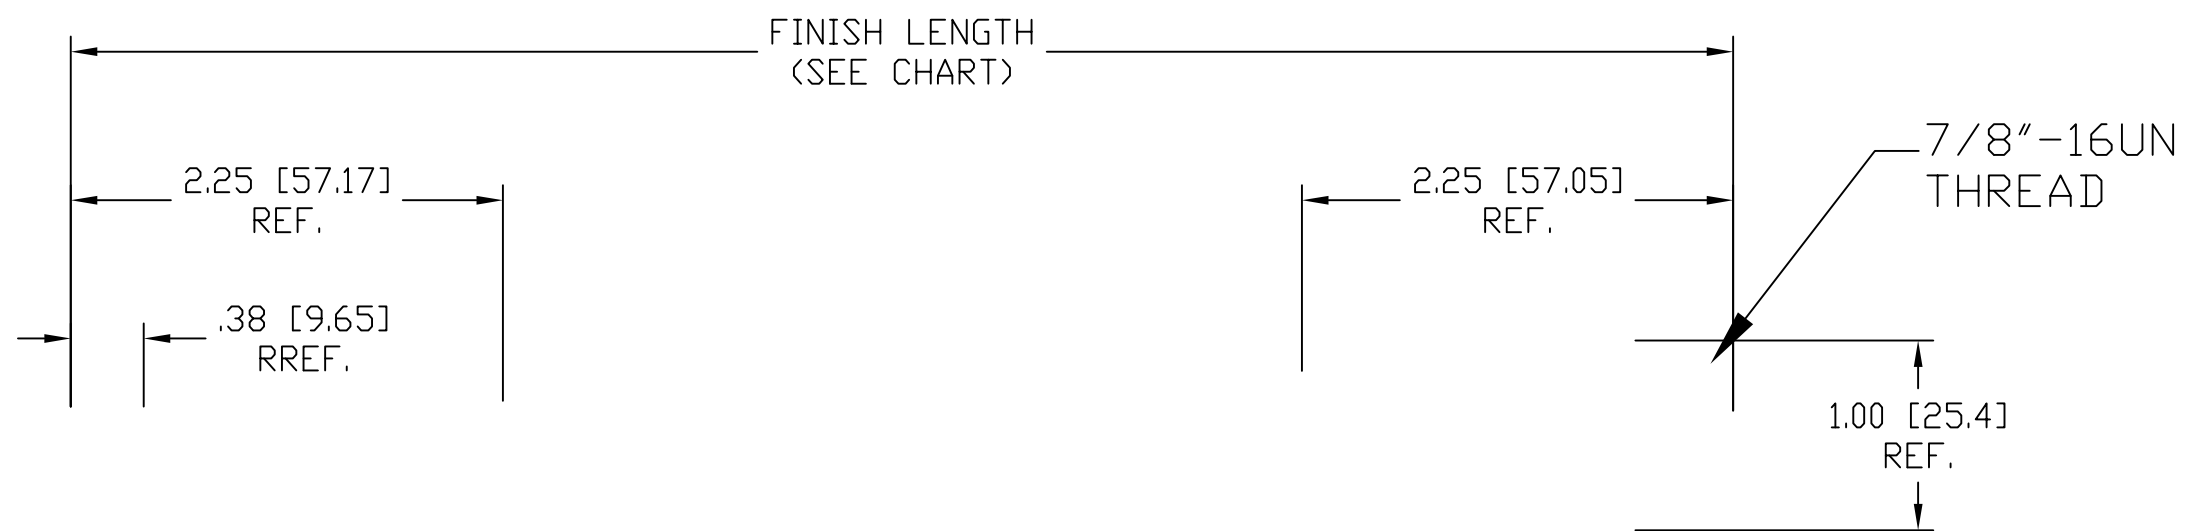 FINISH LENGTH
(SEE CHART)
7/8"-16UN
THREAD
2.25 [57.17]
REF.
2.25 [57.05]
REF.
.38 [9.65]
RREF.
1.00 [25.4]
REF.